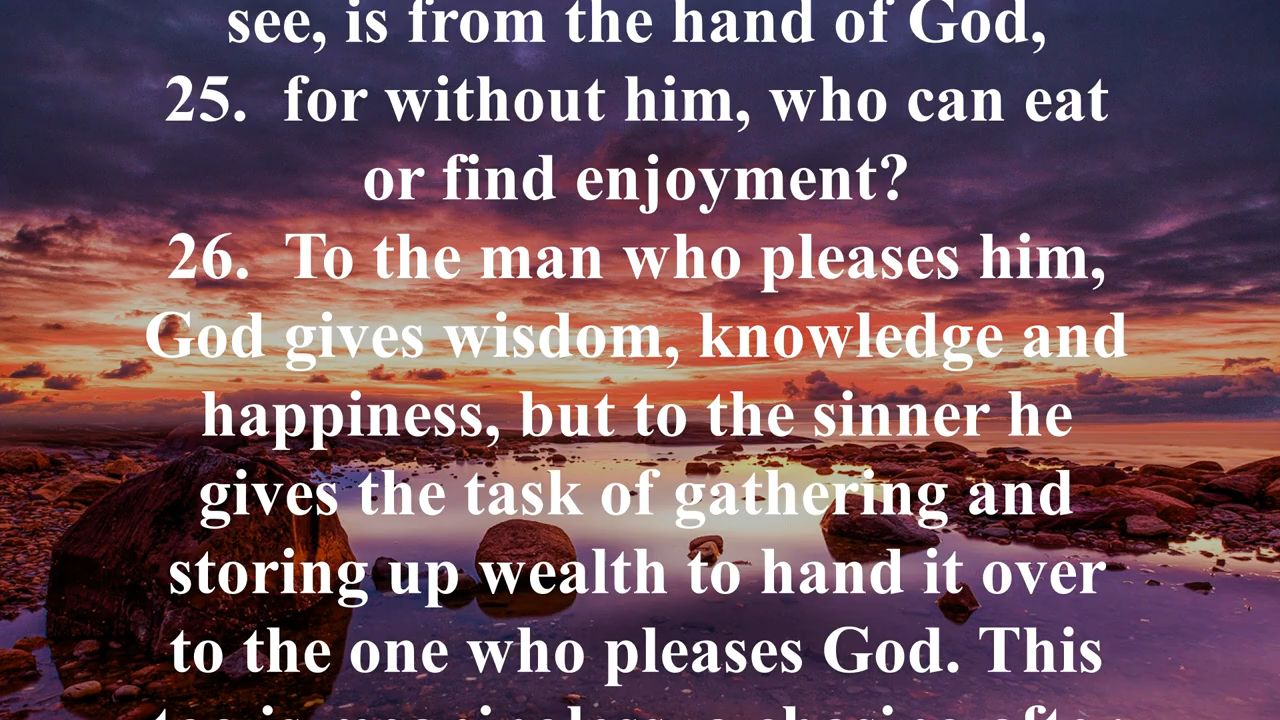 see, is from the hand of God,
25. for without him, who can eat
or find enjoyment?
26. To the man who pleases him,
God gives wisdom, knowledge and
happiness, but to the sinner he
gives the task of gathering and
storing up wealth to hand it over
to the one who pleases God. This